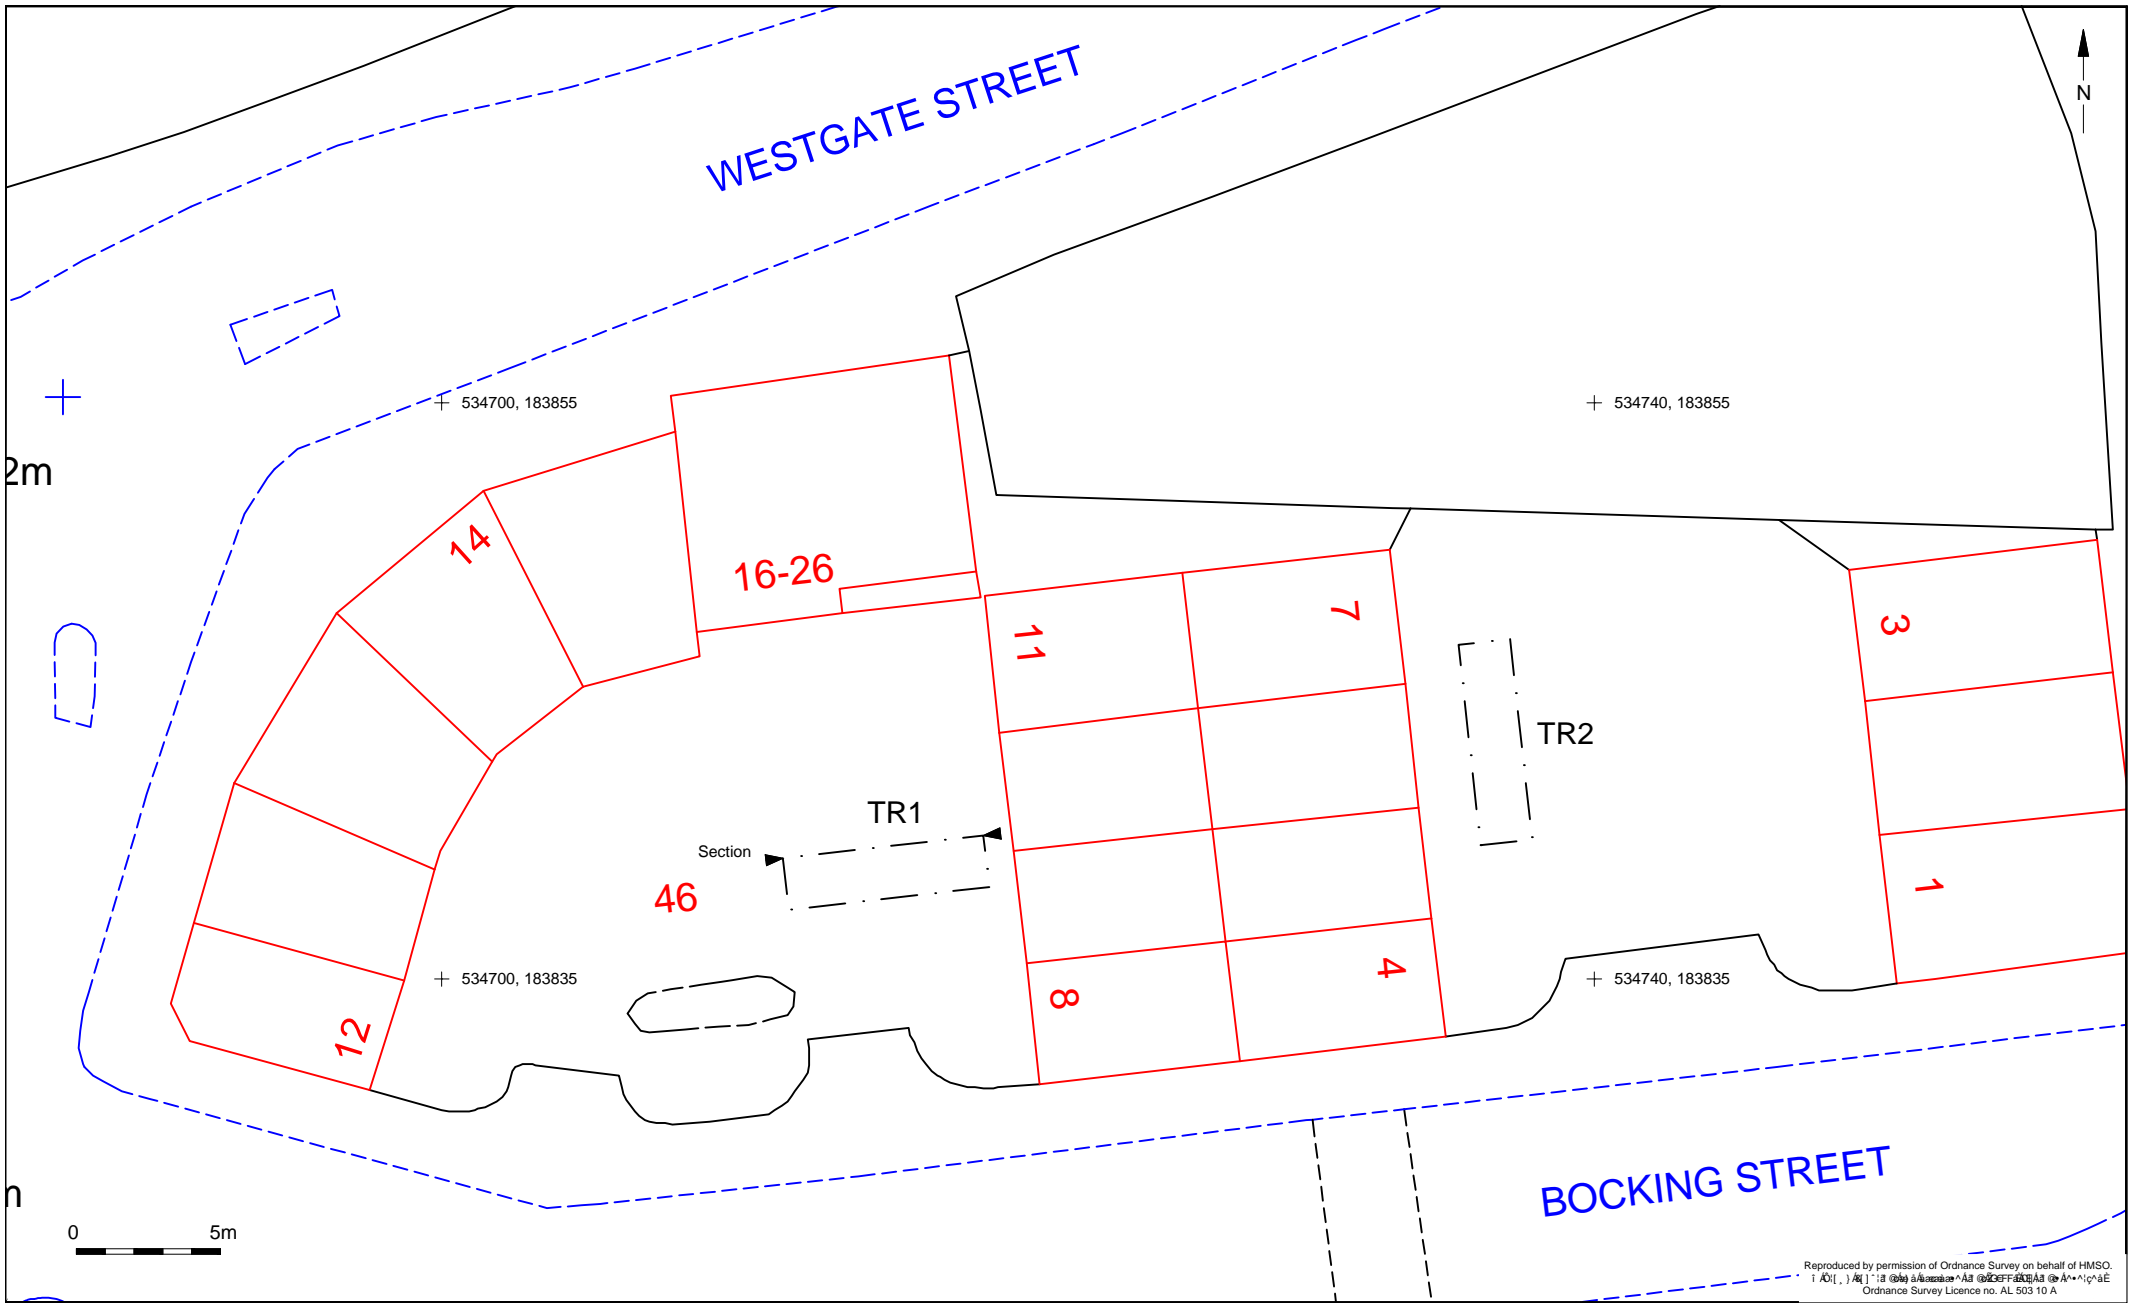 WESTGATE STREET
N
534700, 183855
534740, 183855
2m
14
16-26
11
7
3
TR2
TR1
Section
46
1
534700, 183835
534740, 183835
4
8
12
BOCKING STREET
0 5m
Reproduced by permission of Ordnance Survey on behalf of HMSO.
Ordnance Survey Licence no. AL 503 10 A